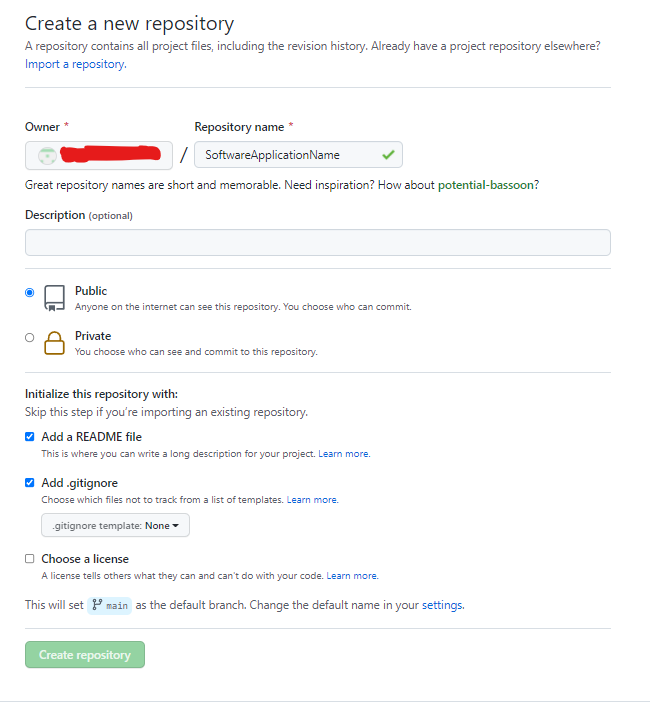 Create a new repository
A repository contains all project files, including the revision history. Already have a project repository elsewhere?
Import a repository.
Owner *
Repository name *
/
SoftwareApplicationName
Great repository names are short and memorable. Need inspiration? How about potential-bassoon?
Description (optional)
Public
Anyone on the internet can see this repository. You choose who can commit.
Private
You choose who can see and commit to this repository.
Initialize this repository with:
Skip this step if you're importing an existing repository.
Add a README file
This is where you can write a long description for your project. Learn more.
Add .gitignore
Choose which files not to track from a list of templates. Learn more.
.gitignore template: None
Choose a license
A license tells others what they can and can't do with your code. Learn more.
This will set main as the default branch. Change the default name in your settings.
Create repository